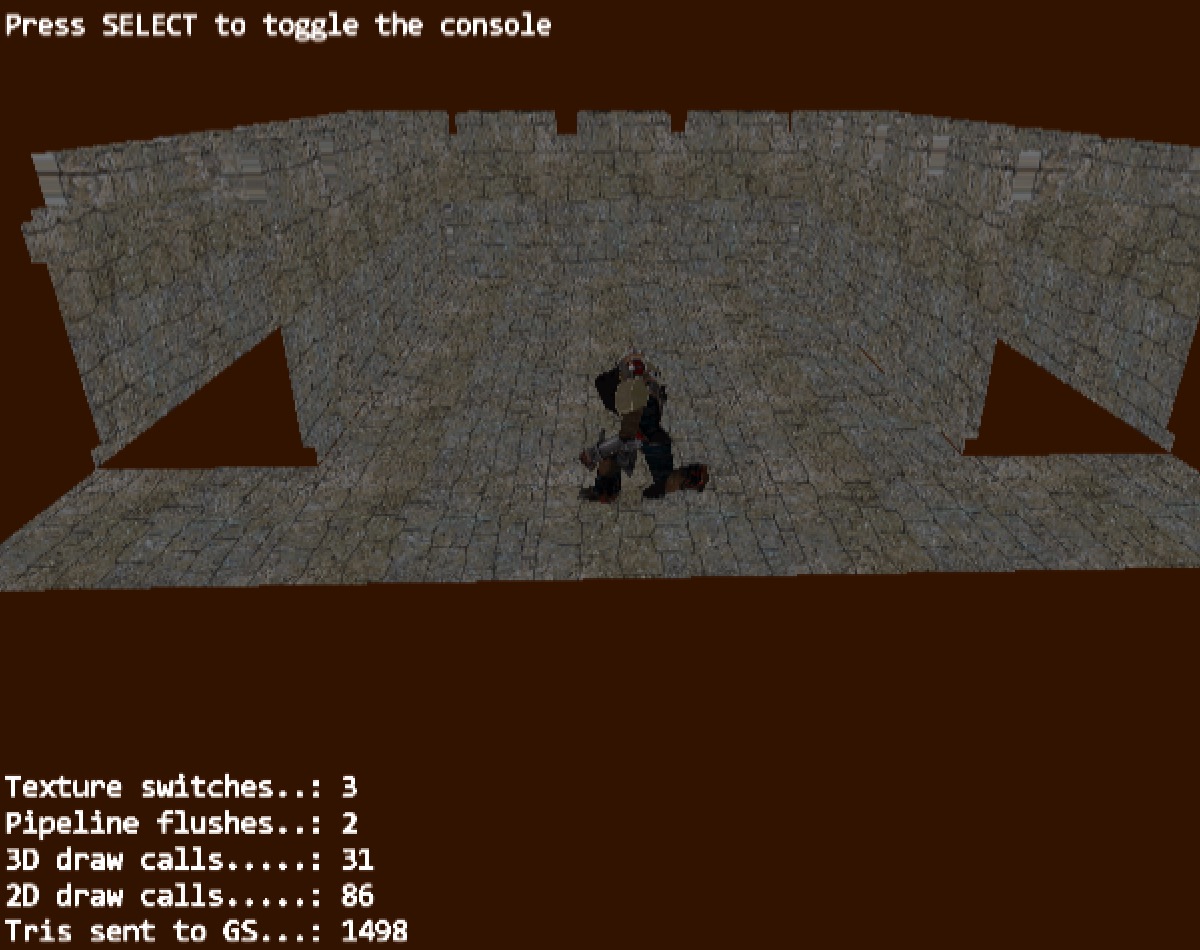 Press SELECT to toggle the console
Texture switches..: 3
Pipeline flushes..: 2
3D draw calls.....: 31
2D draw calls.....: 86
Tris sent to GS...: 1498